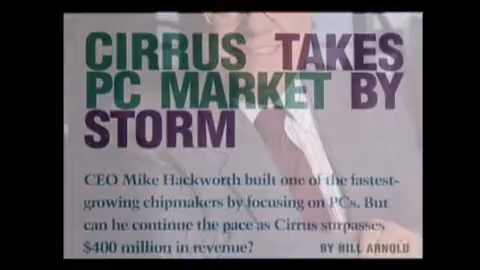 CIRRUS TAKES
PC MARKET BY
STORM
CEO Mike Hackworth built one of the fastest-
growing chipmakers by focusing on PCs. But
can he continue the pace as Cirrus surpasses
$400 million in revenue?
BY BILL ARNOLD